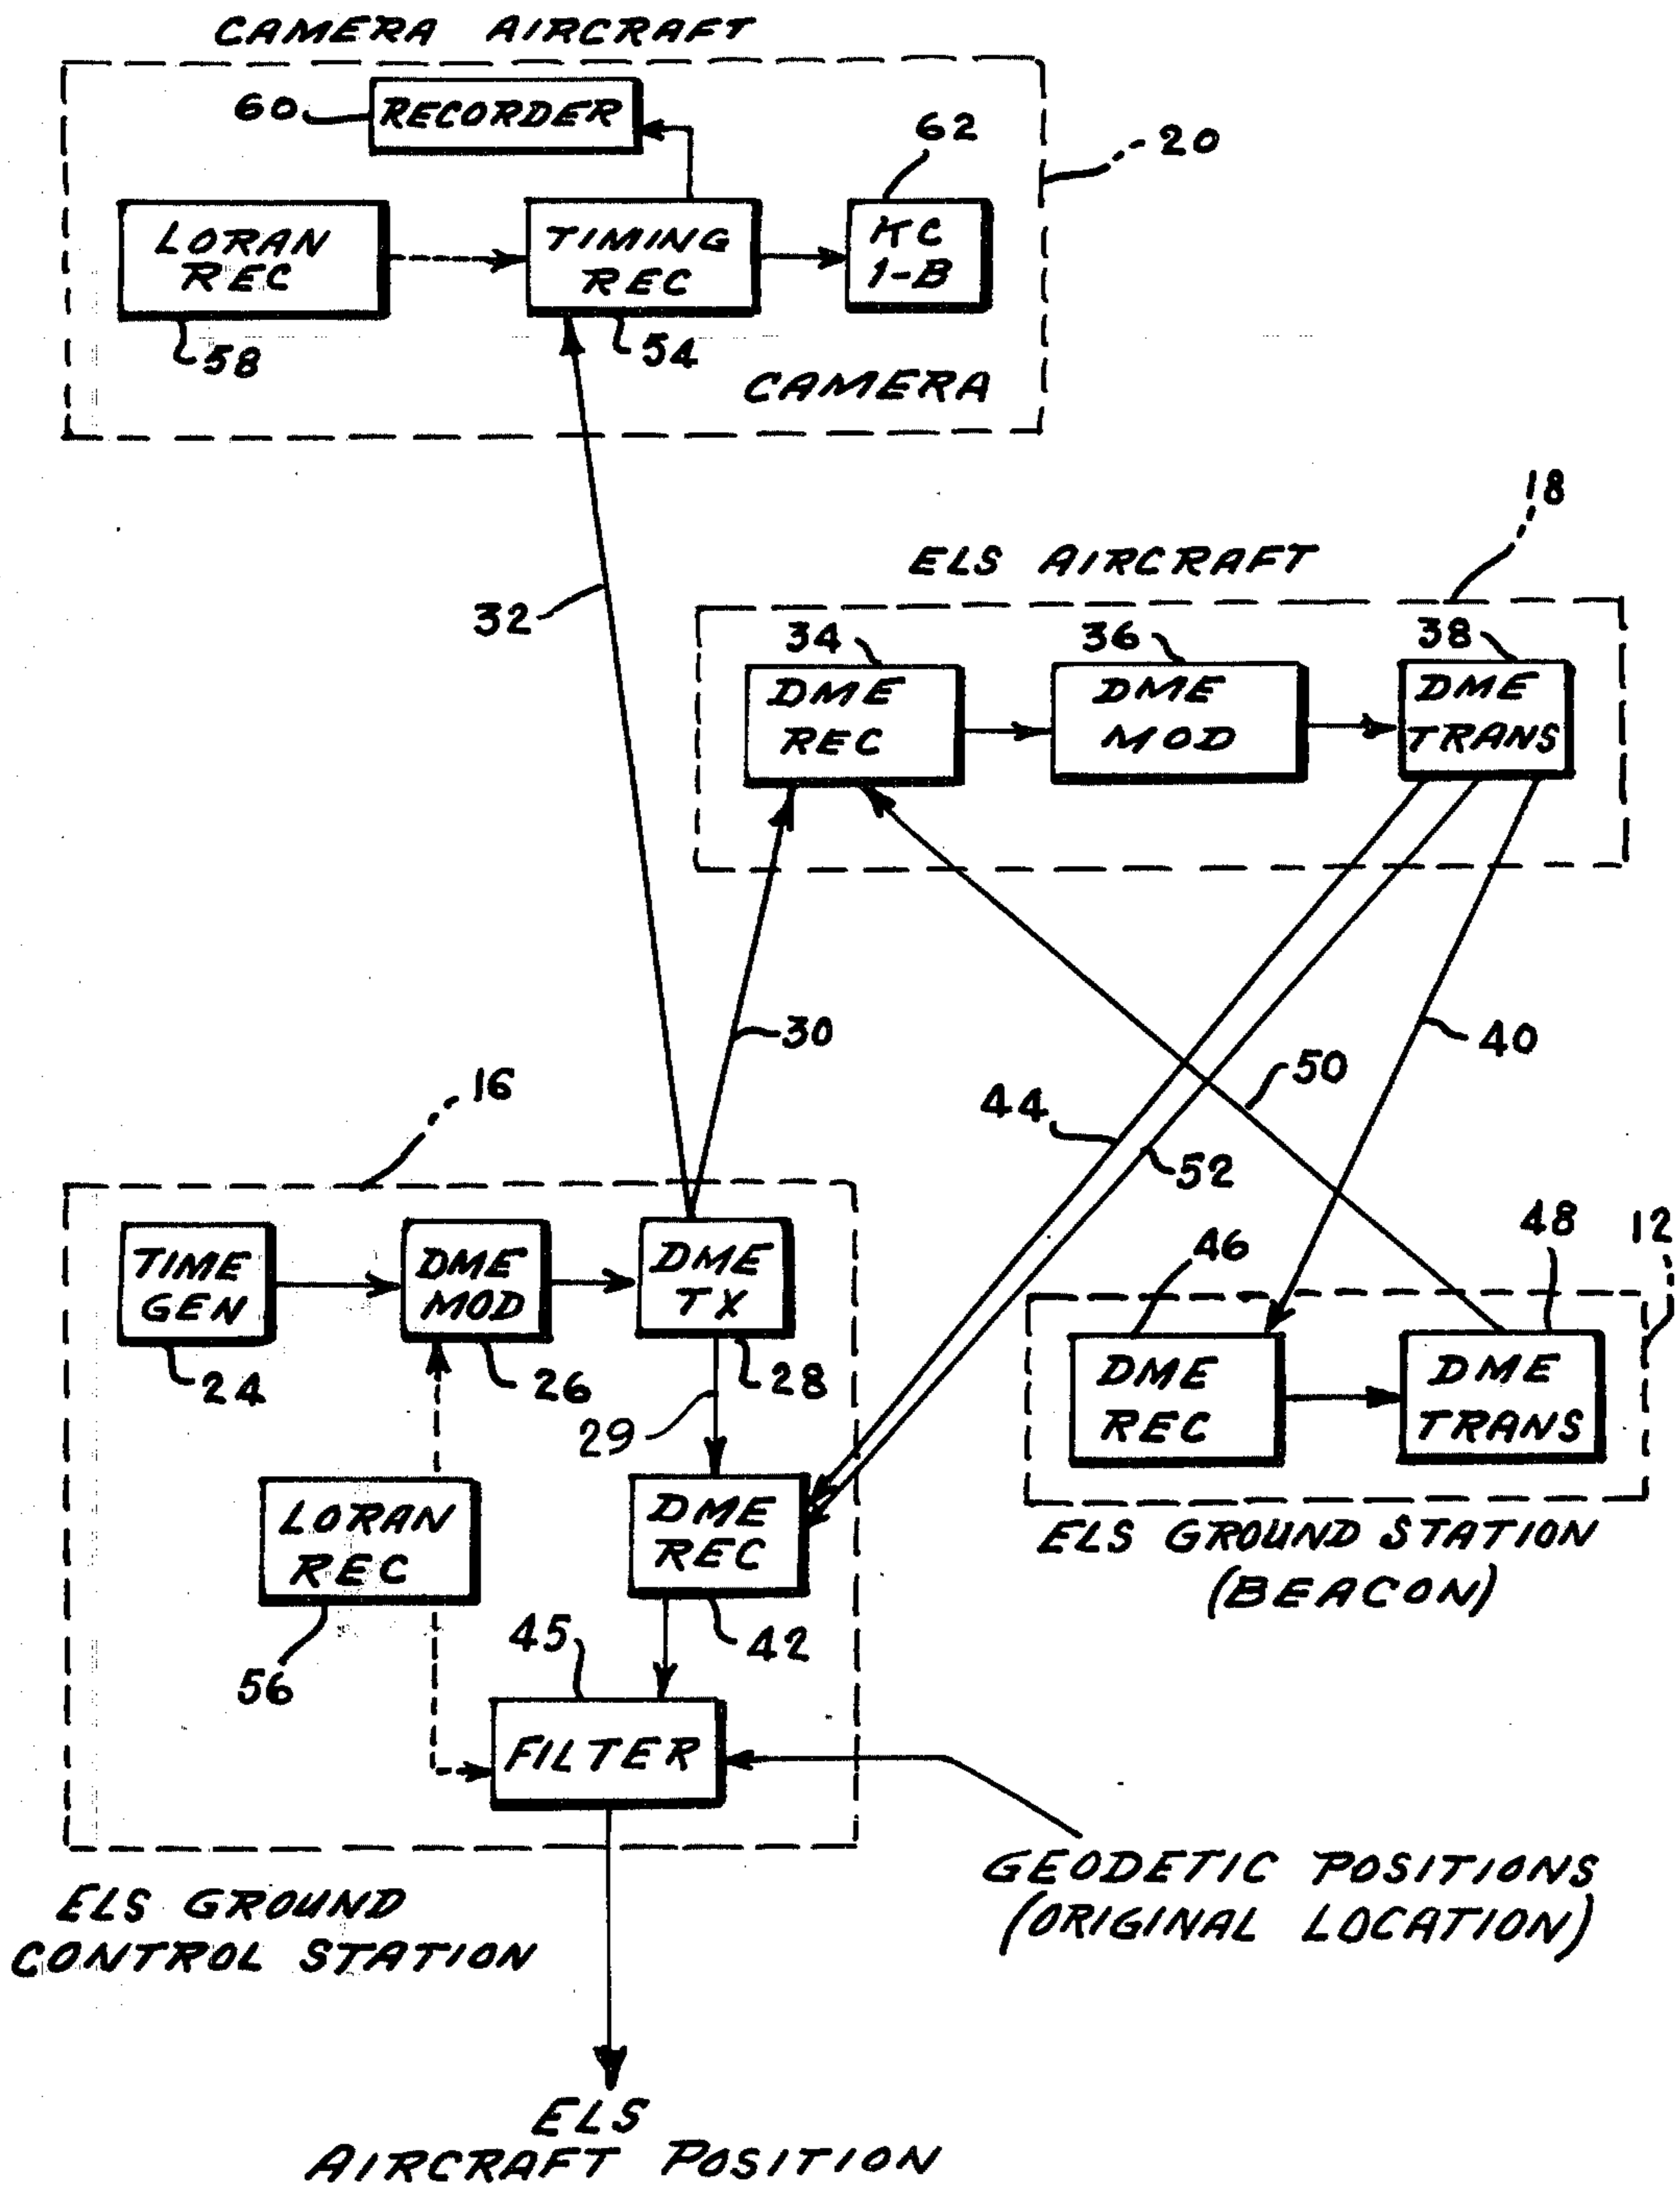 CAMERA AIRCRAFT
60
RECORDER
62
20
LORAN
REC
TIMING
REC
KC
1-B
58
54
CAMERA
18
ELS AIRCRAFT
32
34
36
38
DME
REC
DME
MOD
DME
TRANS
30
40
50
44
52
16
46
48
12
TIME
GEN
DME
MOD
DME
TX
24
26
28
29
DME
REC
DME
TRANS
LORAN
REC
DME
REC
ELS GROUND STATION
(BEACON)
56
45
42
FILTER
GEODETIC POSITIONS
(ORIGINAL LOCATION)
ELS GROUND
CONTROL STATION
ELS
AIRCRAFT POSITION